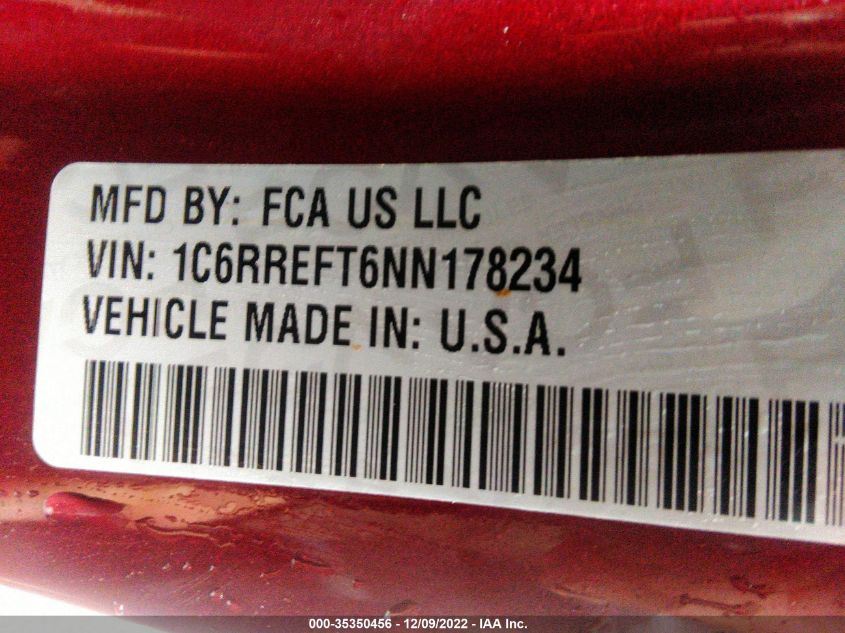 MFD BY: FCA US LLC
VIN: 1C6RREFT6NN178234
VEHICLE MADE IN: U.S.A.
000-35350456 - 12/09/2022 - IAA Inc.